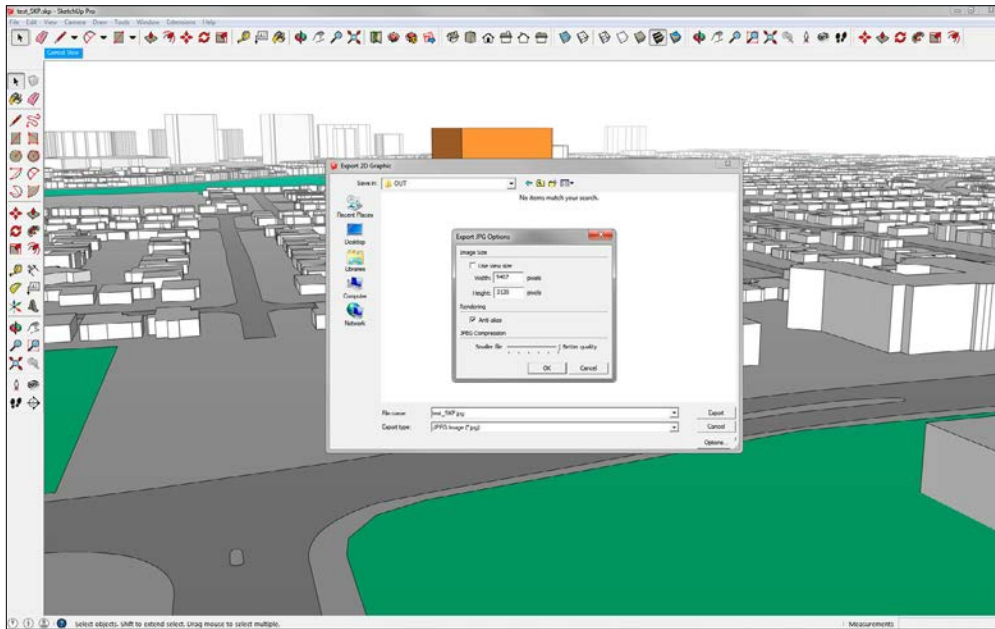 test_SKP.skp - SketchUp Pro
File Edit View Camera Draw Tools Window Extensions Help
Control View
Export 2D Graphic
Save in: OUT
No items match your search.
Recent Places
Desktop
Libraries
Computer
Network
Export JPG Options
Image Size
Use view size
Width: pixels
Height: pixels
Rendering
Anti-alias
JPEG Compression
Smaller file Better quality
OK Cancel
File name: test_SKP.jpg Export
Export type: JPEG Image (*.jpg) Cancel
Options...
Select objects. Shift to extend select. Drag mouse to select multiple. Measurements